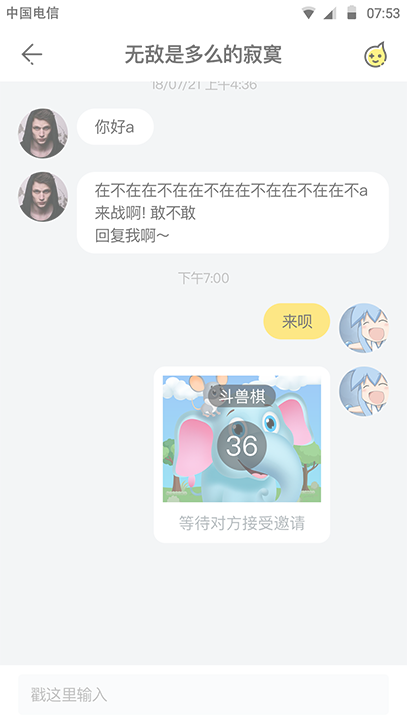 中国电信 07:53
无敌是多么的寂寞
18/07/21 上午4:36
你好a
在不在在不在在不在在不在在不在在不a
来战啊! 敢不敢
回复我啊～
下午7:00
来呗
斗兽棋
36
等待对方接受邀请
戳这里输入